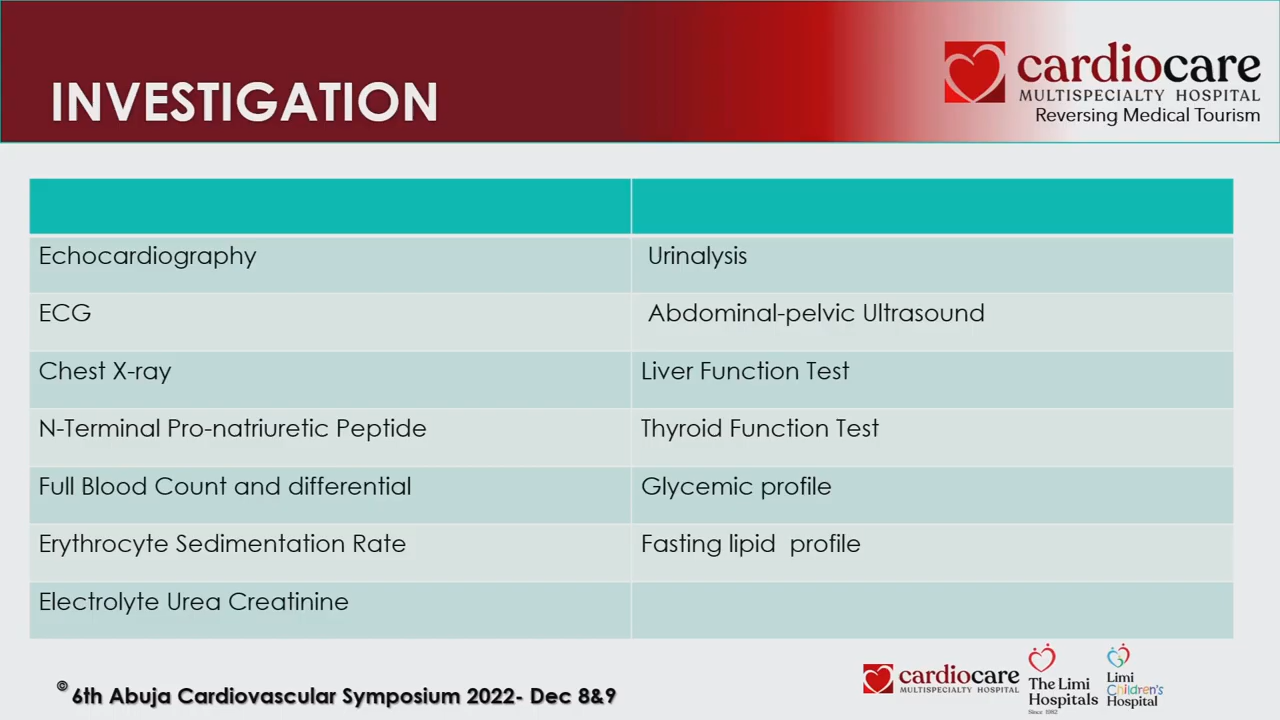 INVESTIGATION
cardiocare
MULTISPECIALTY HOSPITAL
Reversing Medical Tourism
Echocardiography
Urinalysis
ECG
Abdominal-pelvic Ultrasound
Chest X-ray
Liver Function Test
N-Terminal Pro-natriuretic Peptide
Thyroid Function Test
Full Blood Count and differential
Glycemic profile
Erythrocyte Sedimentation Rate
Fasting lipid profile
Electrolyte Urea Creatinine
© 6th Abuja Cardiovascular Symposium 2022- Dec 8&9
cardiocare
MULTISPECIALTY HOSPITAL
The Limi
Hospitals
Since 1982
Limi
Children's
Hospital